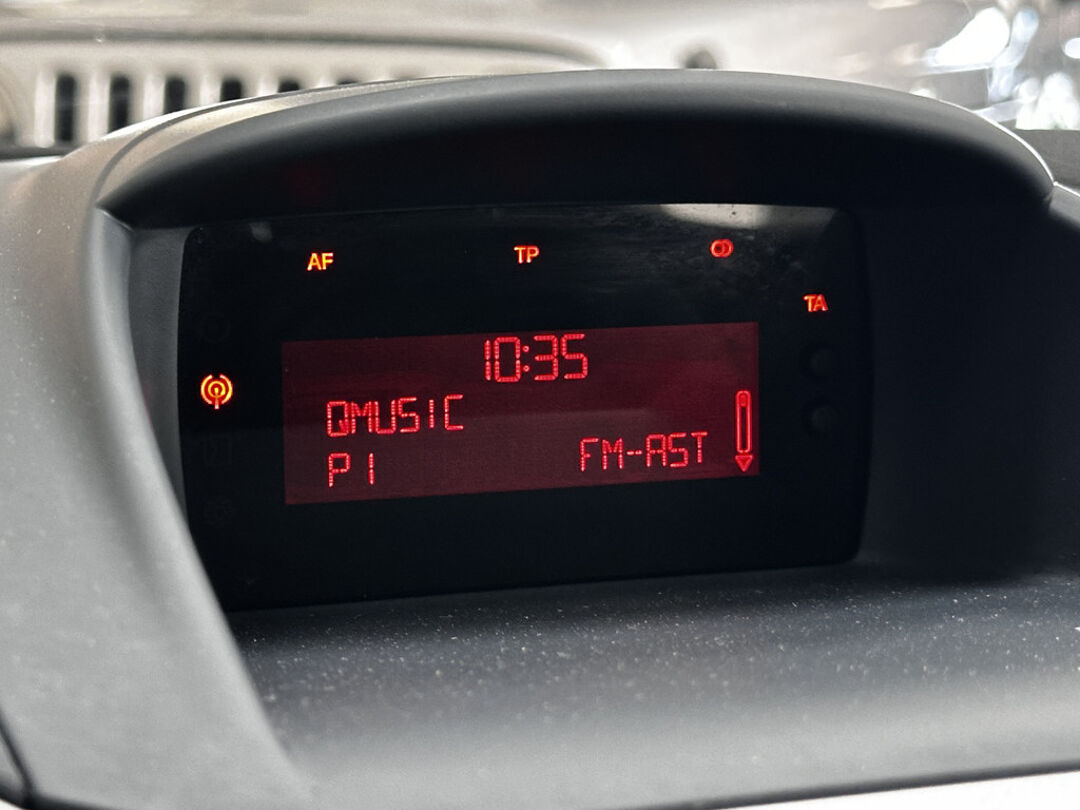 AF TP
TA
10:35
QMUSIC
P1 FM-AST